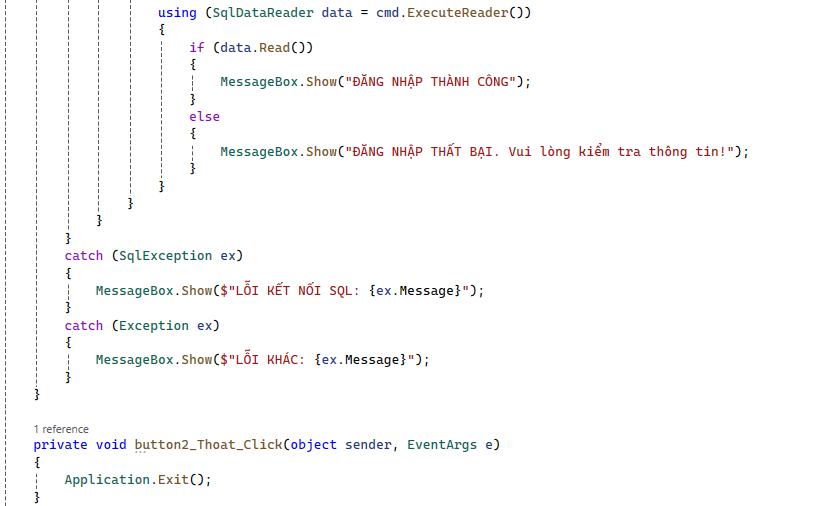 using (SqlDataReader data = cmd.ExecuteReader())
{
if (data.Read())
{
MessageBox.Show("ĐĂNG NHẬP THÀNH CÔNG");
}
else
{
MessageBox.Show("ĐĂNG NHẬP THẤT BẠI. Vui lòng kiểm tra thông tin!");
}
}
}
}
}
catch (SqlException ex)
{
MessageBox.Show($"LỖI KẾT NỐI SQL: {ex.Message}");
}
catch (Exception ex)
{
MessageBox.Show($"LỖI KHÁC: {ex.Message}");
}
}
1 reference
private void button2_Thoat_Click(object sender, EventArgs e)
{
Application.Exit();
}